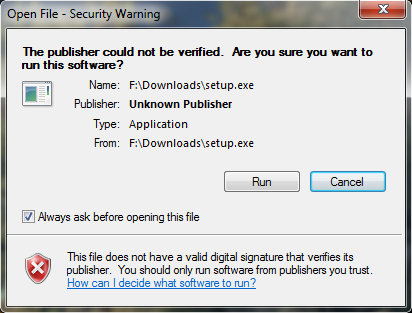 Open File - Security Warning
The publisher could not be verified.  Are you sure you want to
run this software?
Name: F:\Downloads\setup.exe
Publisher: Unknown Publisher
Type: Application
From: F:\Downloads\setup.exe
Run Cancel
Always ask before opening this file
This file does not have a valid digital signature that verifies its
publisher.  You should only run software from publishers you trust.
How can I decide what software to run?